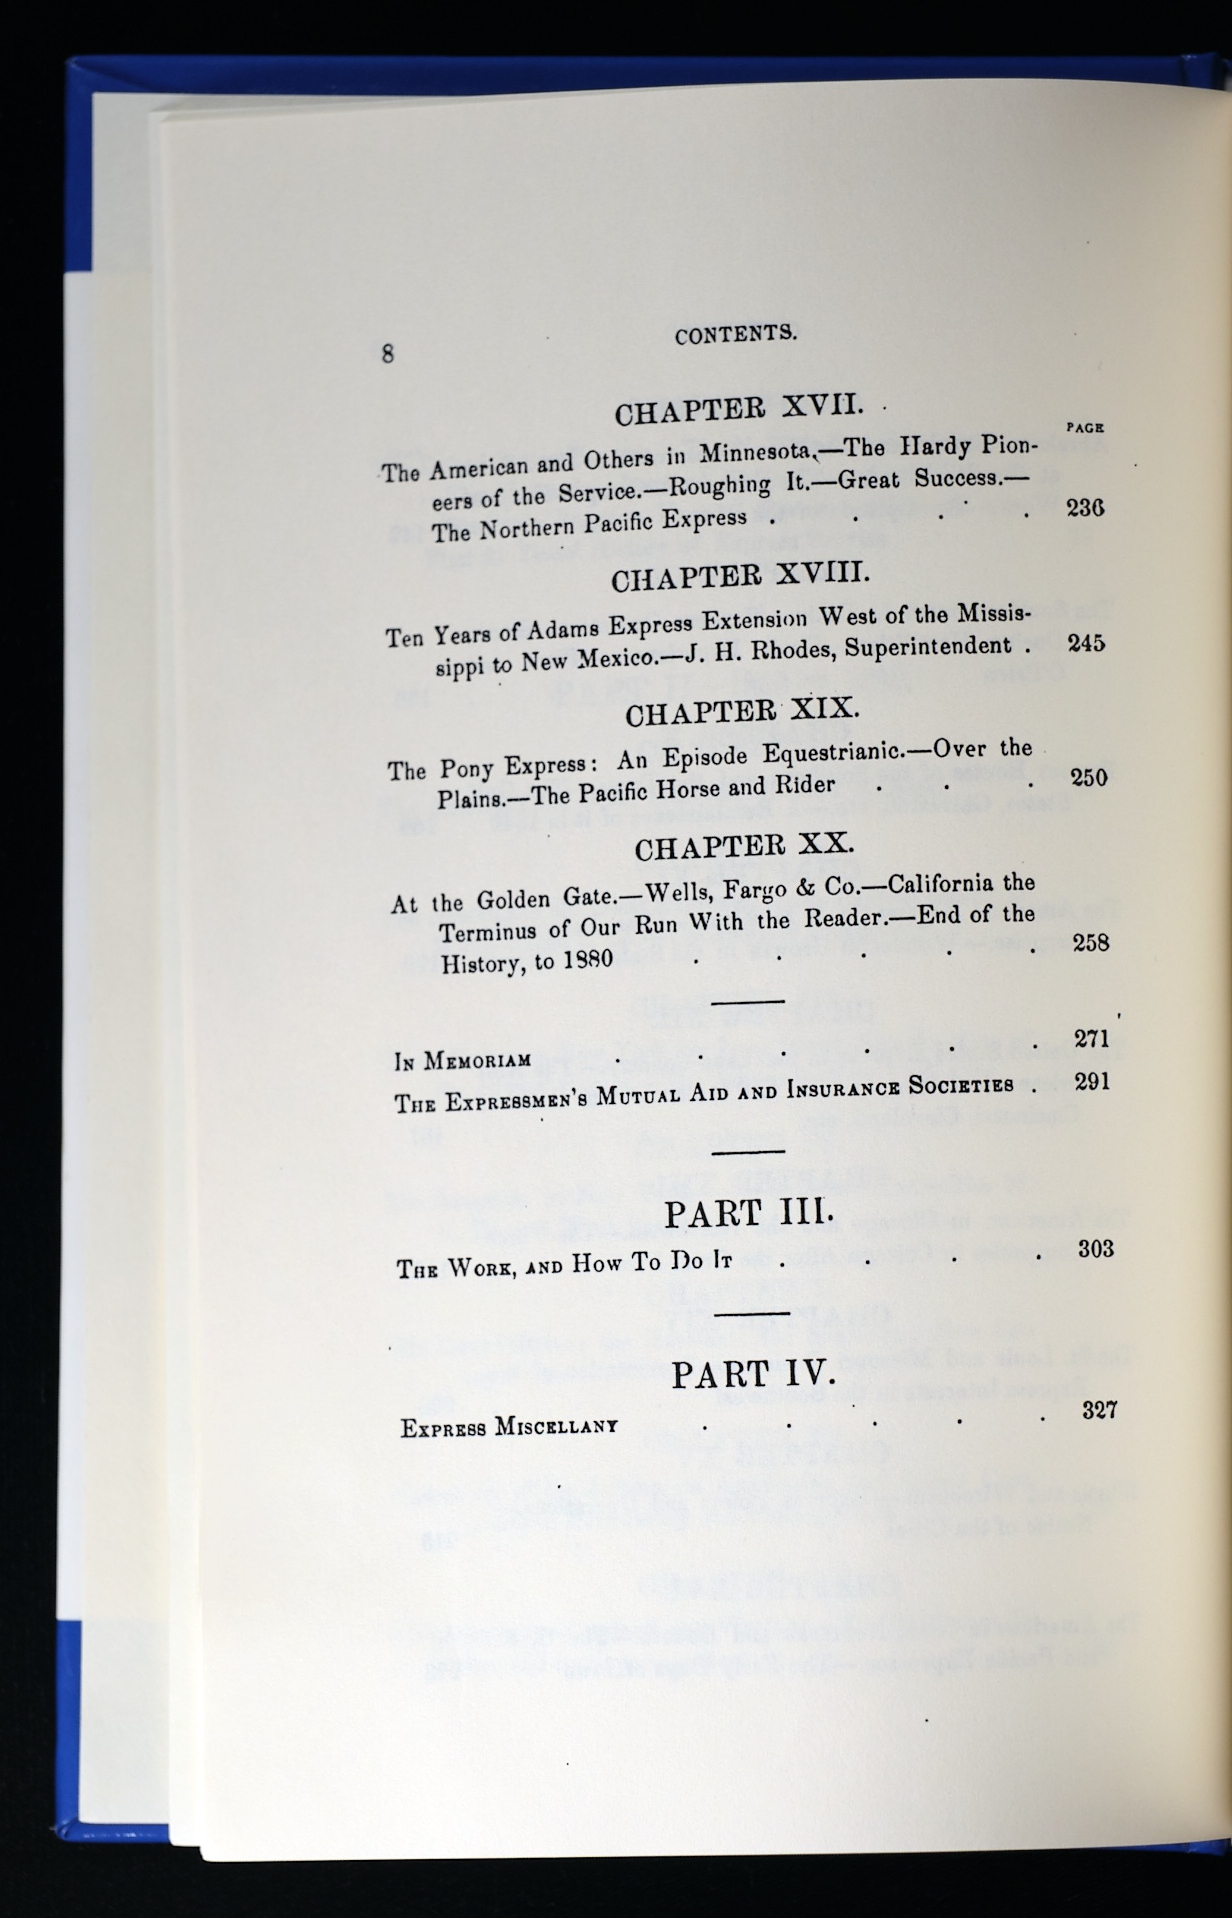 8
CONTENTS.
CHAPTER XVII.
PAGE
The American and Others in Minnesota,—The Hardy Pion-
eers of the Service.—Roughing It.—Great Success.—
The Northern Pacific Express . . . . 236
CHAPTER XVIII.
Ten Years of Adams Express Extension West of the Missis-
sippi to New Mexico.—J. H. Rhodes, Superintendent . 245
CHAPTER XIX.
The Pony Express: An Episode Equestrianic.—Over the
Plains.—The Pacific Horse and Rider . . . 250
CHAPTER XX.
At the Golden Gate.—Wells, Fargo & Co.—California the
Terminus of Our Run With the Reader.—End of the
History, to 1880 . . . . . 258
In Memoriam . . . . . . 271
The Expressmen's Mutual Aid and Insurance Societies . 291
PART III.
The Work, and How To Do It . . . . 303
PART IV.
Express Miscellany . . . . . 327